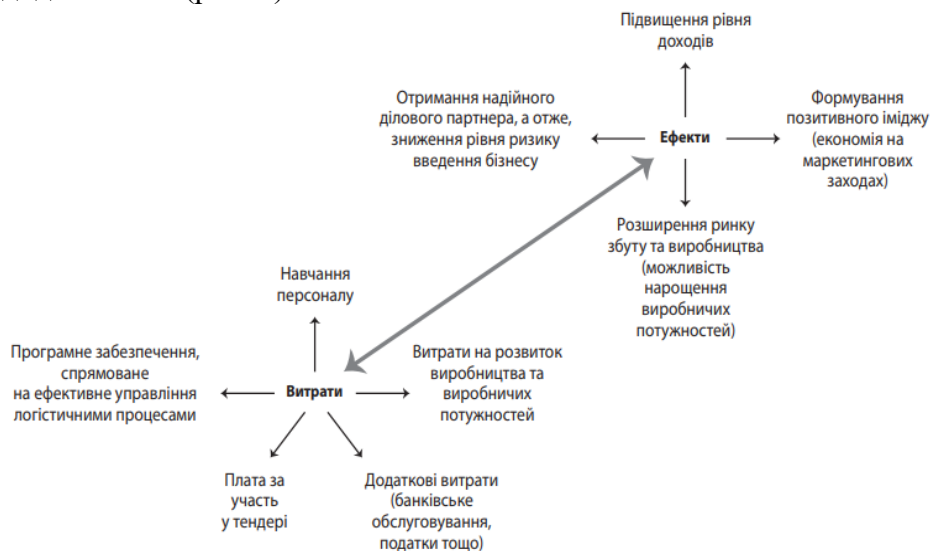 Підвищення рівня
доходів
Отримання надійного
ділового партнера, а отже,
зниження рівня ризику
введення бізнесу
Ефекти
Формування
позитивного іміджу
(економія на
маркетингових
заходах)
Розширення ринку
збуту та виробництва
(можливість
нарощення
виробничих
потужностей)
Навчання
персоналу
Програмне забезпечення,
спрямоване
на ефективне управління
логістичними процесами
Витрати
Витрати на розвиток
виробництва та
виробничих
потужностей
Плата за
участь
у тендері
Додаткові витрати
(банківське
обслуговування,
податки тощо)